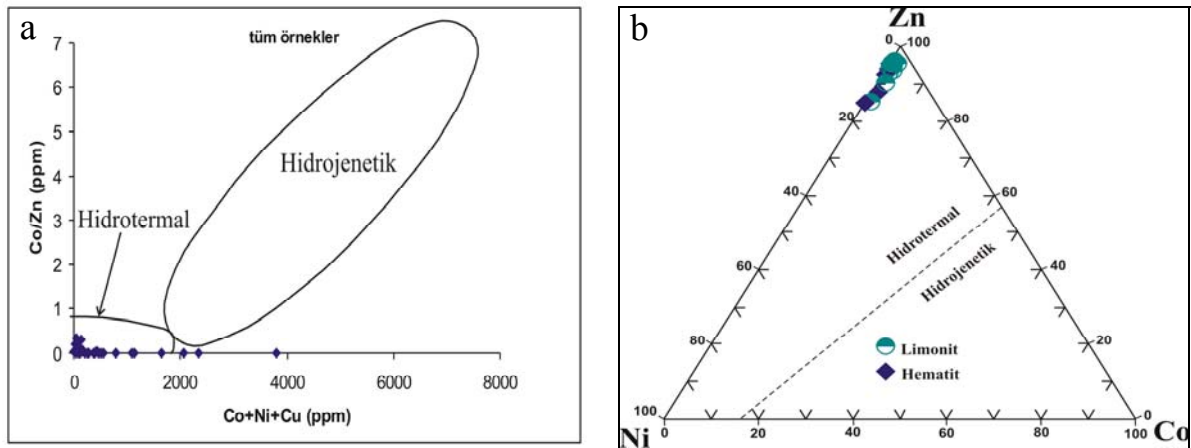 a
tüm örnekler
7
6
5
4
3
2
1
0
Co/Zn (ppm)
Hidrojenetik
Hidrotermal
0 2000 4000 6000 8000
Co+Ni+Cu (ppm)
b
Zn
0 100
20 80
40 60
60 40
80 20
100 0
Hidrotermal
Hidrojenetik
Limonit
Hematit
0 20 40 60 80 100
Ni Co